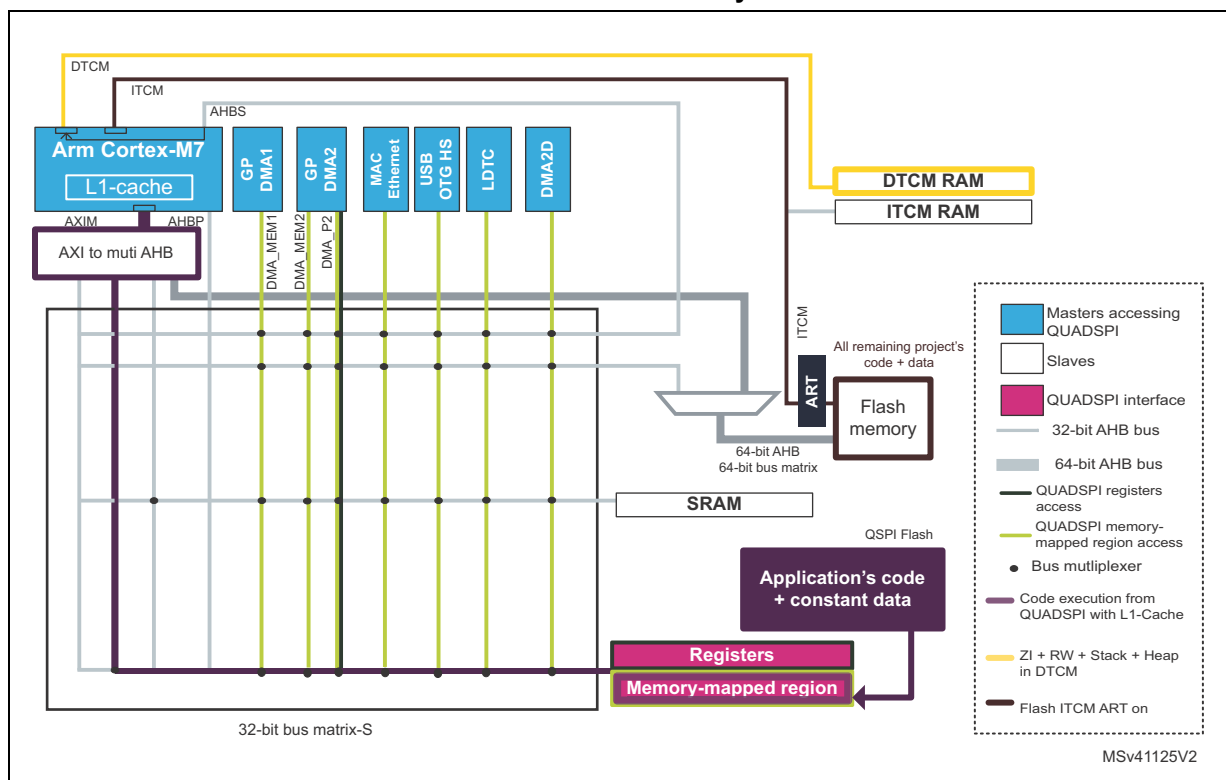 DTCM
ITCM
AHBS
Arm Cortex-M7
L1-cache
GP
DMA1
GP
DMA2
MAC
Ethernet
USB
OTG HS
LDTC
DMA2D
DTCM RAM
ITCM RAM
AXIM
AHBP
AXI to muti AHB
DMA_MEM1
DMA_MEM2
DMA_P2
ITCM
All remaining project's
code + data
ART
Flash
memory
64-bit AHB
64-bit bus matrix
SRAM
QSPI Flash
Application's code
+ constant data
Registers
Memory-mapped region
32-bit bus matrix-S
Masters accessing
QUADSPI
Slaves
QUADSPI interface
32-bit AHB bus
64-bit AHB bus
QUADSPI registers
access
QUADSPI memory-
mapped region access
Bus mutliplexer
Code execution from
QUADSPI with L1-Cache
ZI + RW + Stack + Heap
in DTCM
Flash ITCM ART on
MSv41125V2